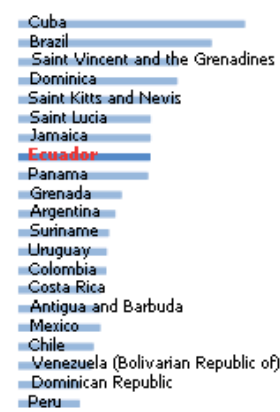 Cuba
Brazil
Saint Vincent and the Grenadines
Dominica
Saint Kitts and Nevis
Saint Lucia
Jamaica
Ecuador
Panama
Grenada
Argentina
Suriname
Uruguay
Colombia
Costa Rica
Antigua and Barbuda
Mexico
Chile
Venezuela (Bolivarian Republic of)
Dominican Republic
Peru